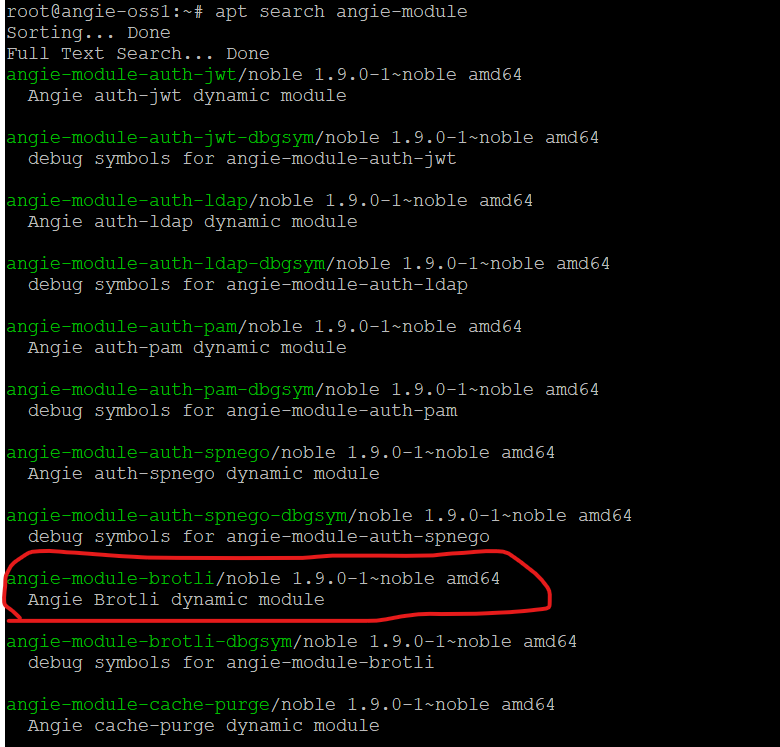 root@angie-oss1:~# apt search angie-module
Sorting... Done
Full Text Search... Done
angie-module-auth-jwt/noble 1.9.0-1~noble amd64
  Angie auth-jwt dynamic module
angie-module-auth-jwt-dbgsym/noble 1.9.0-1~noble amd64
  debug symbols for angie-module-auth-jwt
angie-module-auth-ldap/noble 1.9.0-1~noble amd64
  Angie auth-ldap dynamic module
angie-module-auth-ldap-dbgsym/noble 1.9.0-1~noble amd64
  debug symbols for angie-module-auth-ldap
angie-module-auth-pam/noble 1.9.0-1~noble amd64
  Angie auth-pam dynamic module
angie-module-auth-pam-dbgsym/noble 1.9.0-1~noble amd64
  debug symbols for angie-module-auth-pam
angie-module-auth-spnego/noble 1.9.0-1~noble amd64
  Angie auth-spnego dynamic module
angie-module-auth-spnego-dbgsym/noble 1.9.0-1~noble amd64
  debug symbols for angie-module-auth-spnego
angie-module-brotli/noble 1.9.0-1~noble amd64
  Angie Brotli dynamic module
angie-module-brotli-dbgsym/noble 1.9.0-1~noble amd64
  debug symbols for angie-module-brotli
angie-module-cache-purge/noble 1.9.0-1~noble amd64
  Angie cache-purge dynamic module